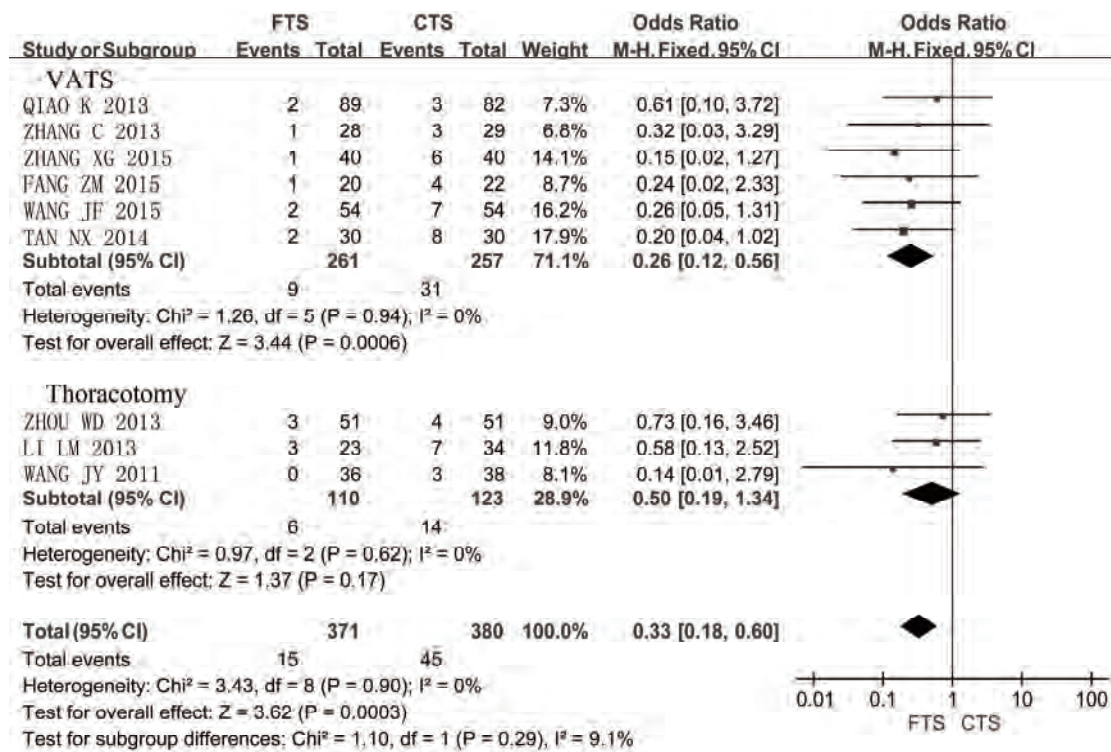 FTS CTS Odds Ratio Odds Ratio
Study or Subgroup Events Total Events Total Weight M-H, Fixed, 95% CI M-H, Fixed, 95% CI
VATS
QIAO K 2013 2 89 3 82 7.3% 0.61 [0.10, 3.72]
ZHANG C 2013 1 28 3 29 6.8% 0.32 [0.03, 3.29]
ZHANG XG 2015 1 40 6 40 14.1% 0.15 [0.02, 1.27]
FANG ZM 2015 1 20 4 22 8.7% 0.24 [0.02, 2.33]
WANG JF 2015 2 54 7 54 16.2% 0.26 [0.05, 1.31]
TAN NX 2014 2 30 8 30 17.9% 0.20 [0.04, 1.02]
Subtotal (95% CI) 261 257 71.1% 0.26 [0.12, 0.56]
Total events 9 31
Heterogeneity: Chi² = 1.26, df = 5 (P = 0.94); I² = 0%
Test for overall effect: Z = 3.44 (P = 0.0006)
Thoracotomy
ZHOU WD 2013 3 51 4 51 9.0% 0.73 [0.16, 3.46]
LI LM 2013 3 23 7 34 11.8% 0.58 [0.13, 2.52]
WANG JY 2011 0 36 3 38 8.1% 0.14 [0.01, 2.79]
Subtotal (95% CI) 110 123 28.9% 0.50 [0.19, 1.34]
Total events 6 14
Heterogeneity: Chi² = 0.97, df = 2 (P = 0.62); I² = 0%
Test for overall effect: Z = 1.37 (P = 0.17)
Total (95% CI) 371 380 100.0% 0.33 [0.18, 0.60]
Total events 15 45
Heterogeneity: Chi² = 3.43, df = 8 (P = 0.90); I² = 0%
Test for overall effect: Z = 3.62 (P = 0.0003)
Test for subgroup differences: Chi² = 1.10, df = 1 (P = 0.29), I² = 9.1%
0.01 0.1 1 10 100
FTS CTS